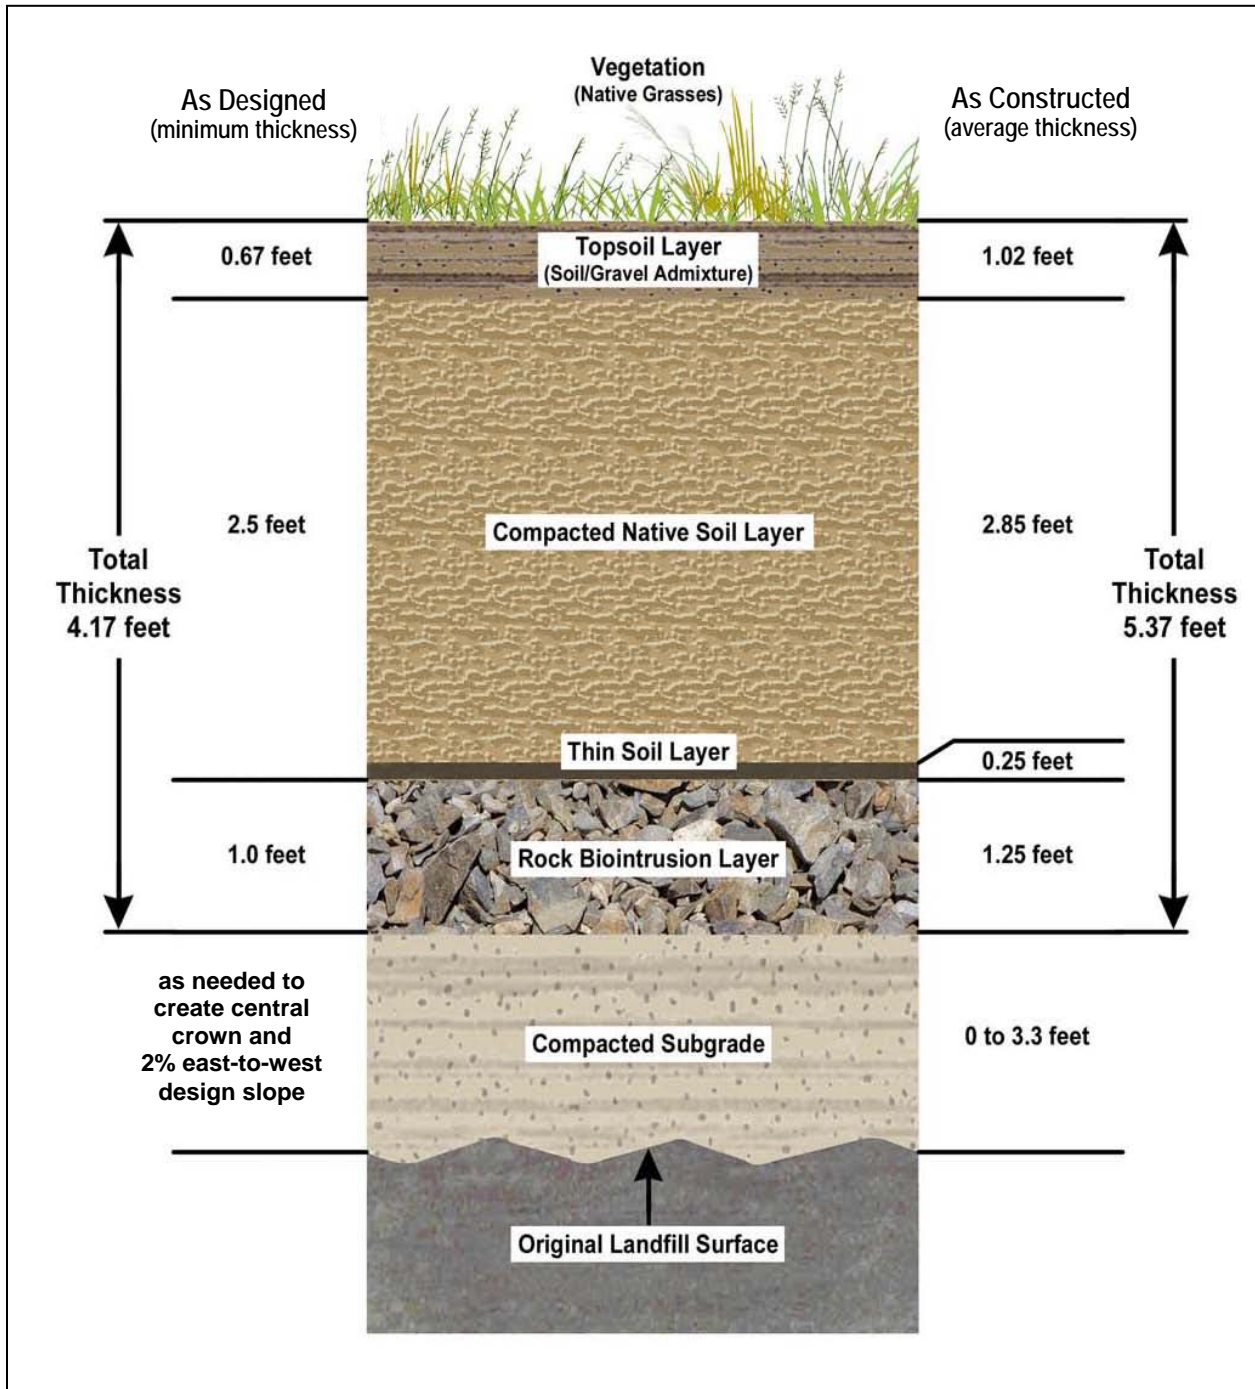 Vegetation
(Native Grasses)
As Designed
(minimum thickness)
As Constructed
(average thickness)
0.67 feet
Topsoil Layer
(Soil/Gravel Admixture)
1.02 feet
2.5 feet
Compacted Native Soil Layer
2.85 feet
Total
Thickness
4.17 feet
Total
Thickness
5.37 feet
Thin Soil Layer
0.25 feet
1.0 feet
Rock Biointrusion Layer
1.25 feet
as needed to
create central
crown and
2% east-to-west
design slope
Compacted Subgrade
0 to 3.3 feet
Original Landfill Surface